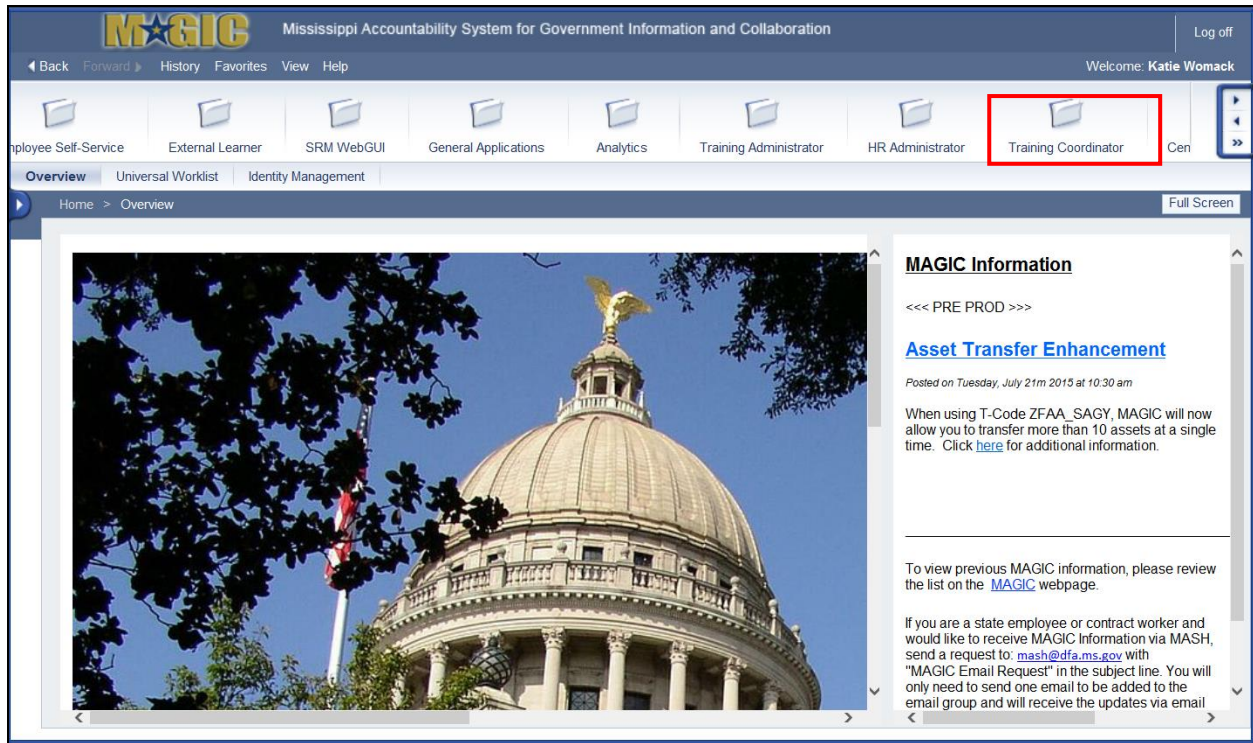 MAGIC
Mississippi Accountability System for Government Information and Collaboration
Log off
Back Forward History Favorites View Help
Welcome: Katie Womack
mployee Self-Service
External Learner
SRM WebGUI
General Applications
Analytics
Training Administrator
HR Administrator
Training Coordinator
Cen
Overview Universal Worklist Identity Management
Home > Overview
Full Screen
MAGIC Information
<<< PRE PROD >>>
Asset Transfer Enhancement
Posted on Tuesday, July 21m 2015 at 10:30 am
When using T-Code ZFAA_SAGY, MAGIC will now
allow you to transfer more than 10 assets at a single
time. Click here for additional information.
To view previous MAGIC information, please review
the list on the MAGIC webpage.
If you are a state employee or contract worker and
would like to receive MAGIC Information via MASH,
send a request to: mash@dfa.ms.gov with
"MAGIC Email Request" in the subject line. You will
only need to send one email to be added to the
email group and will receive the updates via email